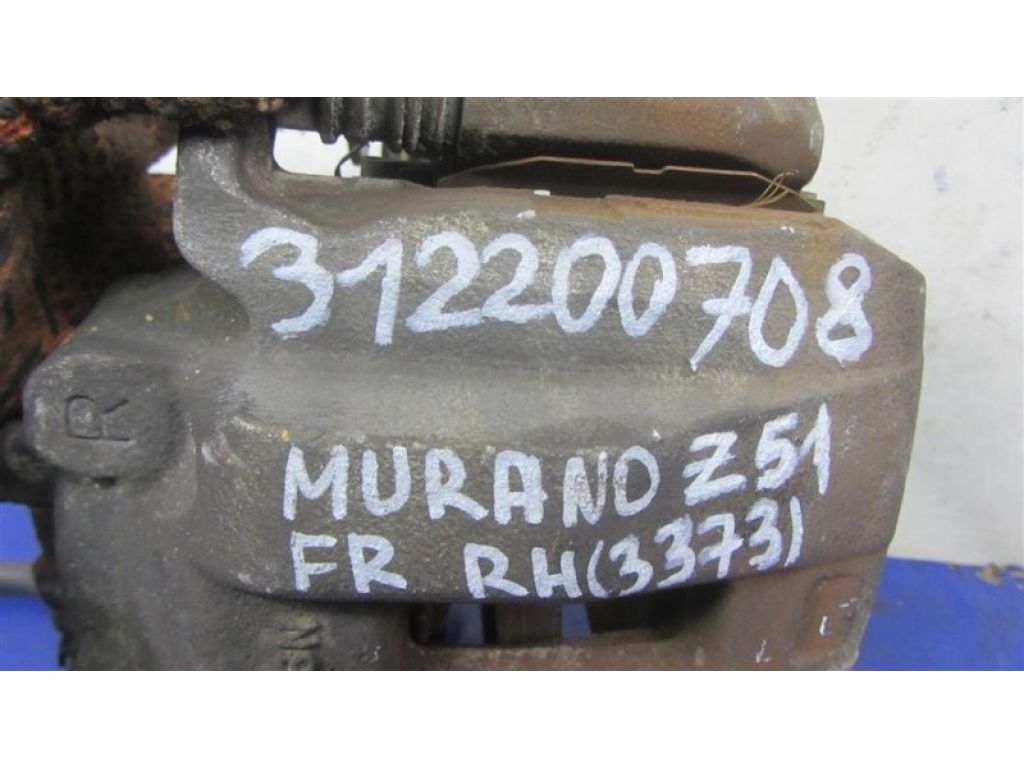 312200708
R
MURANO Z51
FR RH(3373)